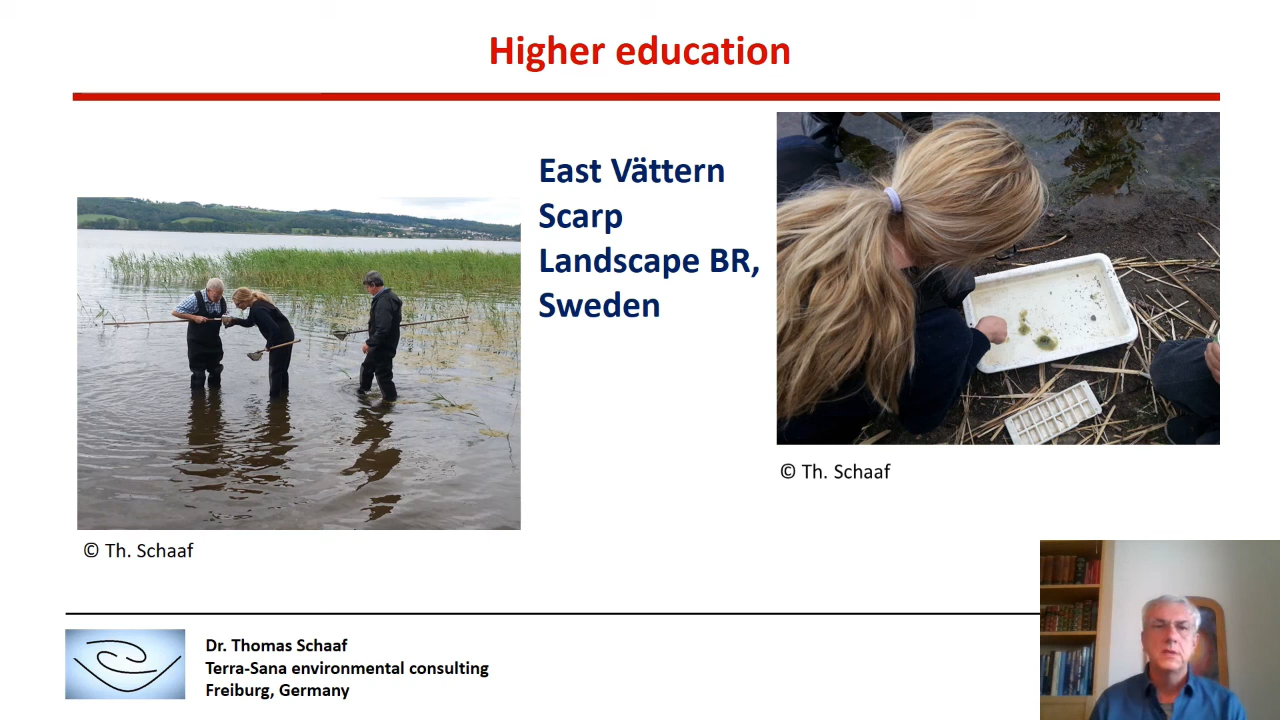 Higher education
East Vättern
Scarp
Landscape BR,
Sweden
© Th. Schaaf
© Th. Schaaf
Dr. Thomas Schaaf
Terra-Sana environmental consulting
Freiburg, Germany